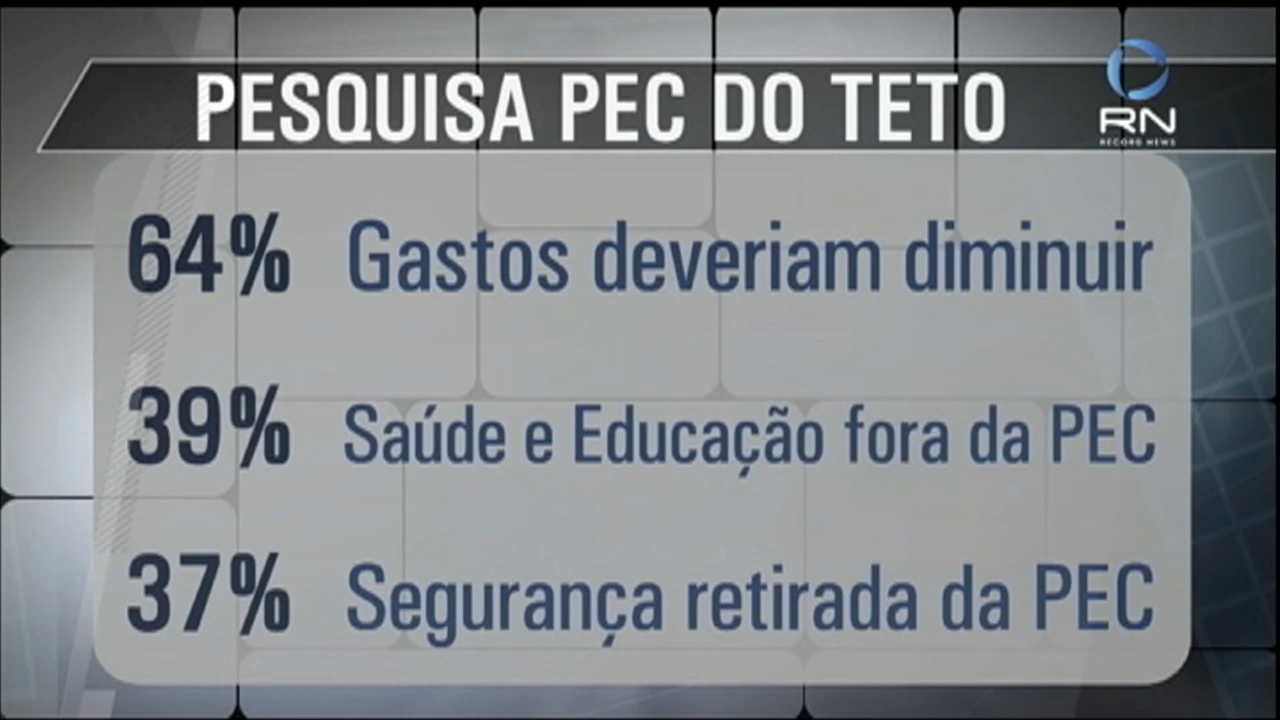 PESQUISA PEC DO TETO
RN
RECORD NEWS
64% Gastos deveriam diminuir
39% Saúde e Educação fora da PEC
37% Segurança retirada da PEC